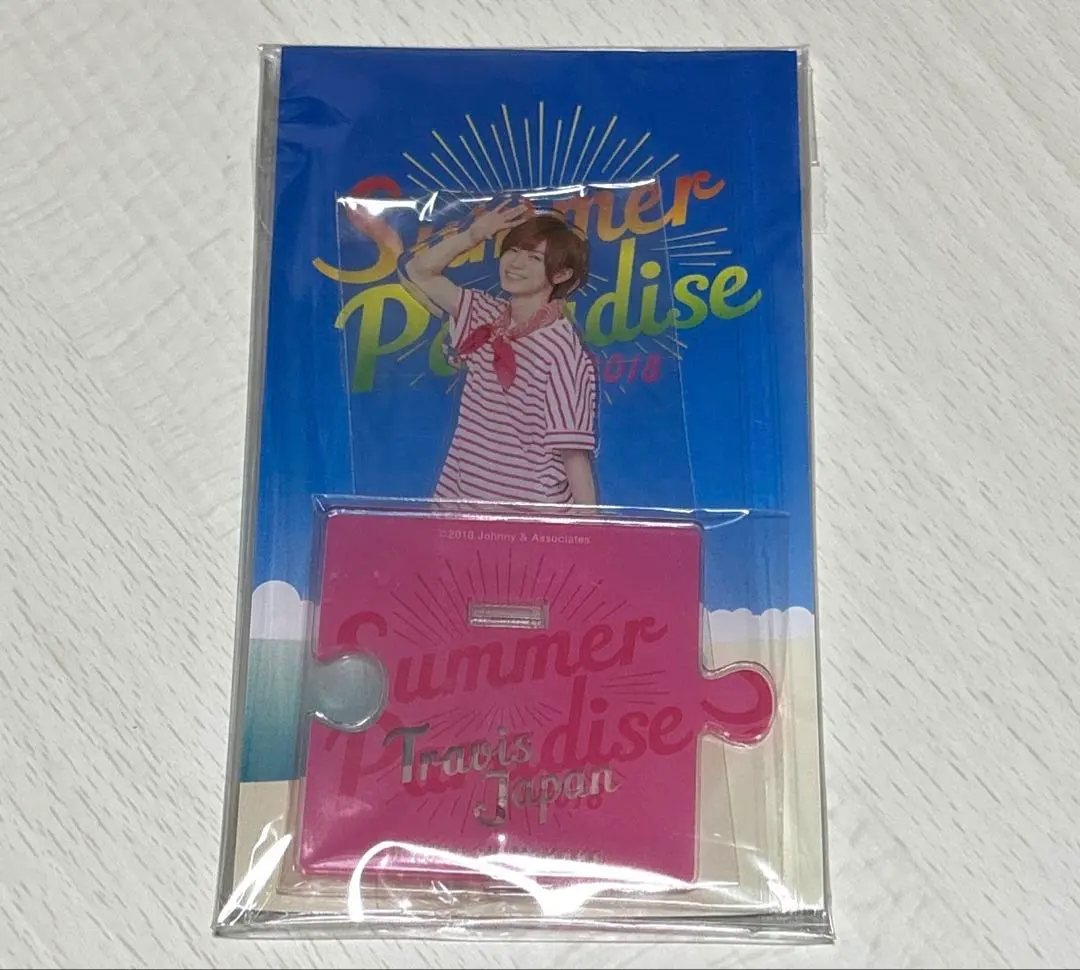 Summer
Paradise
2018
©2018 Johnny & Associates
Summer
Paradise
Travis
Japan